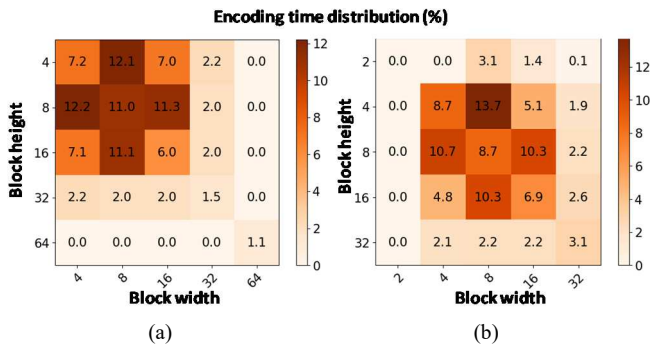 Encoding time distribution (%)
4 7.2 12.1 7.0 2.2 0.0
8 12.2 11.0 11.3 2.0 0.0
16 7.1 11.1 6.0 2.0 0.0
32 2.2 2.0 2.0 1.5 0.0
64 0.0 0.0 0.0 0.0 1.1
4 8 16 32 64
Block height
Block width
12
10
8
6
4
2
0
(a)
2 0.0 0.0 3.1 1.4 0.1
4 0.0 8.7 13.7 5.1 1.9
8 0.0 10.7 8.7 10.3 2.2
16 0.0 4.8 10.3 6.9 2.6
32 0.0 2.1 2.2 2.2 3.1
2 4 8 16 32
Block height
Block width
12
10
8
6
4
2
0
(b)